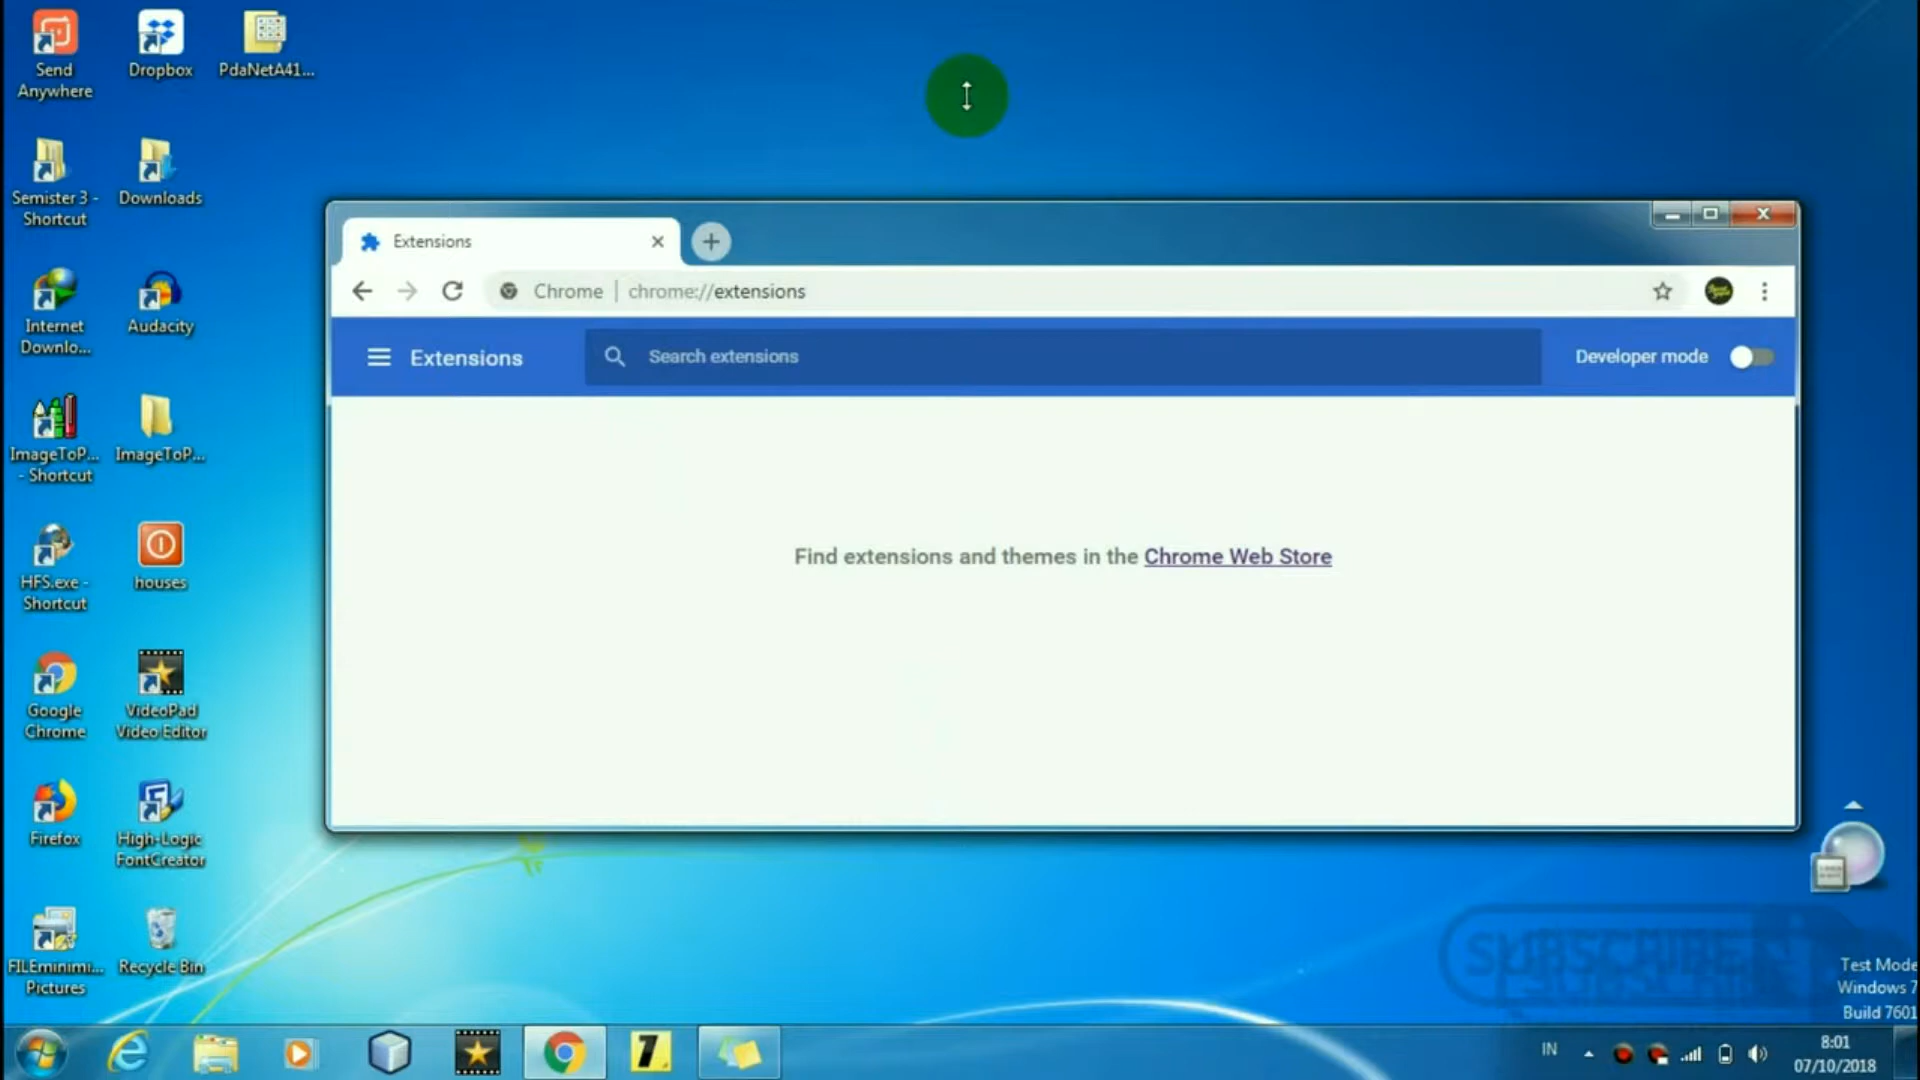 Send
Anywhere
Dropbox
PdaNetA41...
Semister 3 -
Shortcut
Downloads
Internet
Downlo...
Audacity
ImageToP...
- Shortcut
ImageToP...
HFS.exe -
Shortcut
houses
Google
Chrome
VideoPad
Video Editor
Firefox
High-Logic
FontCreator
FILEminimi...
Pictures
Recycle Bin
Extensions
Chrome | chrome://extensions
Extensions
Search extensions
Developer mode
Find extensions and themes in the Chrome Web Store
SUBSCRIBE
Test Mode
Windows 7
Build 7601
IN
8:01
07/10/2018